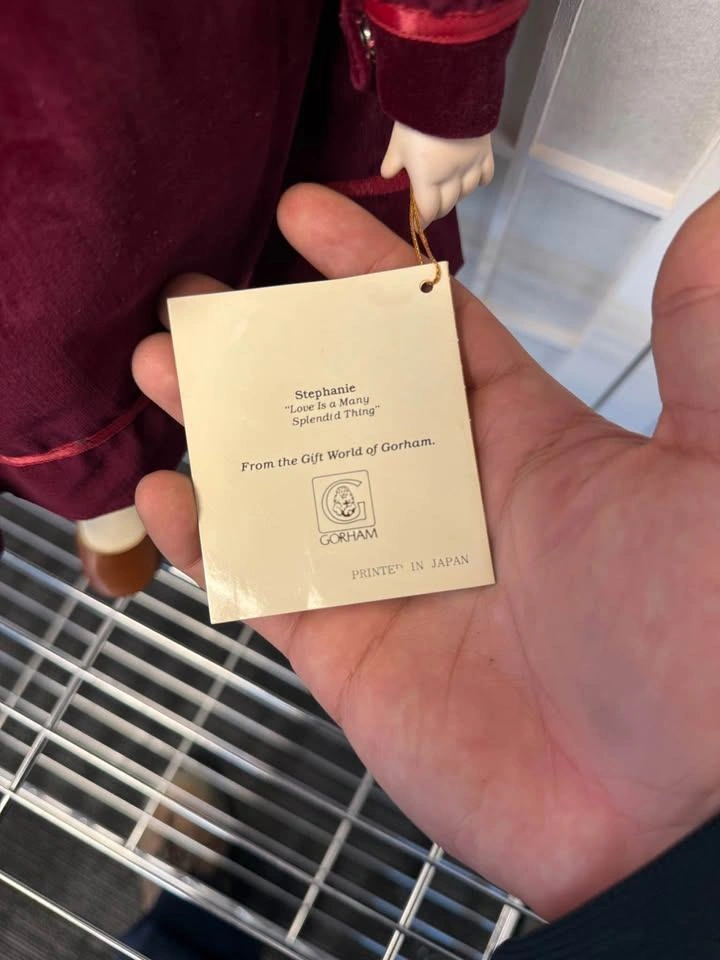 Stephanie
"Love Is a Many
Splendid Thing"
From the Gift World of Gorham.
G
GORHAM
PRINTED IN JAPAN